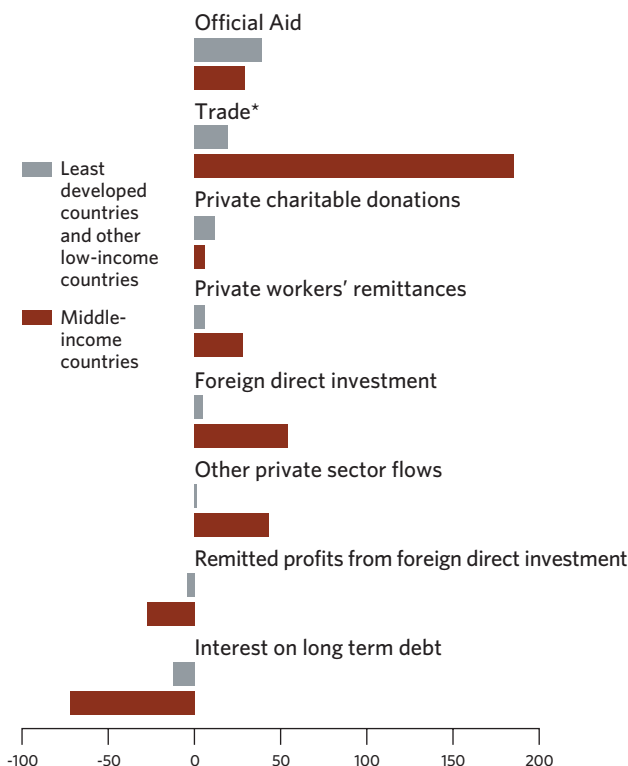 Official Aid
Trade*
Least
developed
countries
and other
low-income
countries
Private charitable donations
Private workers’ remittances
Middle-
income
countries
Foreign direct investment
Other private sector flows
Remitted profits from foreign direct investment
Interest on long term debt
-100 -50 0 50 100 150 200